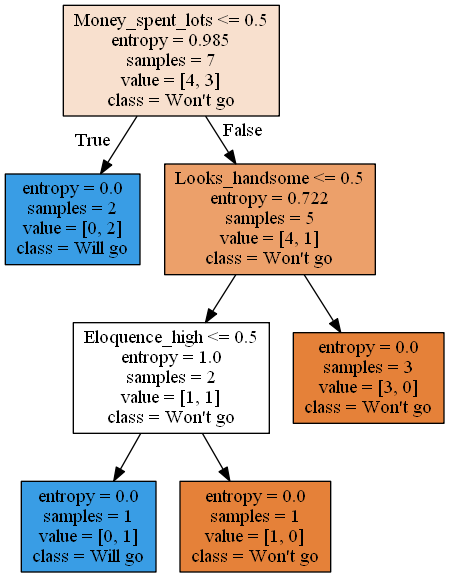 Money_spent_lots <= 0.5
entropy = 0.985
samples = 7
value = [4, 3]
class = Won't go
True
False
entropy = 0.0
samples = 2
value = [0, 2]
class = Will go
Looks_handsome <= 0.5
entropy = 0.722
samples = 5
value = [4, 1]
class = Won't go
Eloquence_high <= 0.5
entropy = 1.0
samples = 2
value = [1, 1]
class = Won't go
entropy = 0.0
samples = 3
value = [3, 0]
class = Won't go
entropy = 0.0
samples = 1
value = [0, 1]
class = Will go
entropy = 0.0
samples = 1
value = [1, 0]
class = Won't go